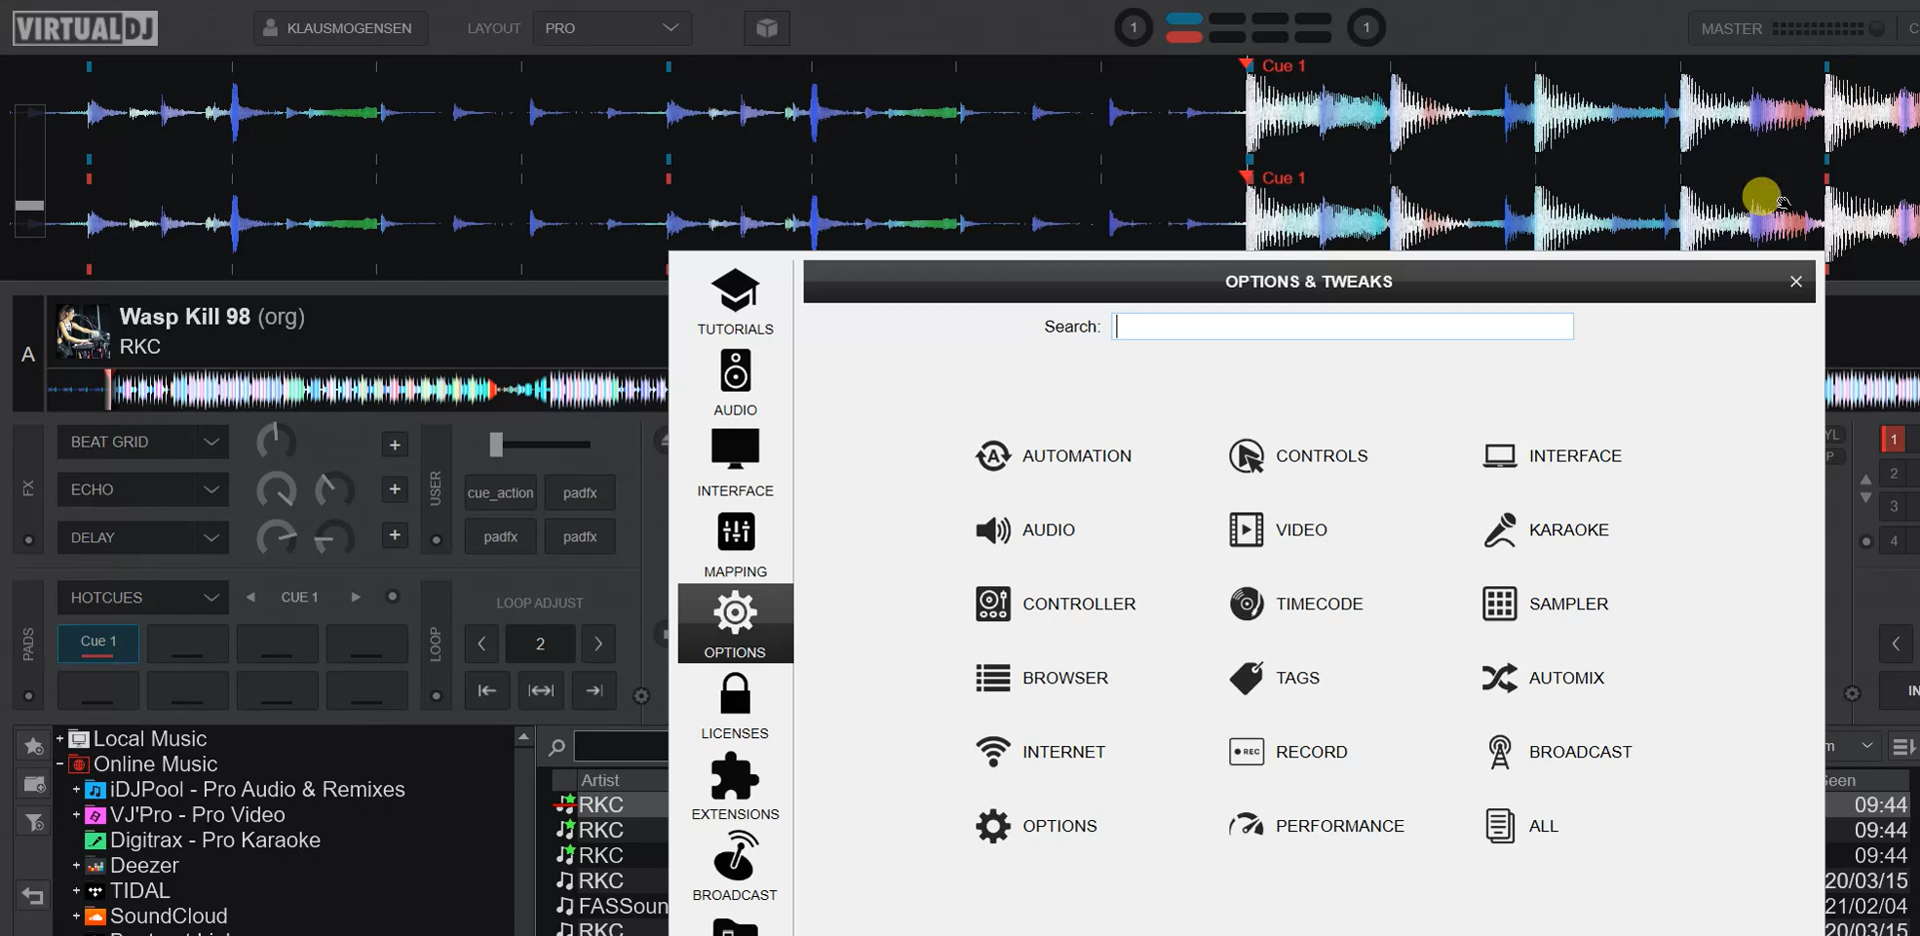 VIRTUALDJ
KLAUSMOGENSEN
LAYOUT
PRO
1
1
MASTER
Cue 1
Cue 1
A
Wasp Kill 98 (org)
RKC
FX
BEAT GRID
ECHO
DELAY
USER
cue_action
padfx
padfx
padfx
PADS
HOTCUES
CUE 1
Cue 1
LOOP
LOOP ADJUST
2
Local Music
Online Music
iDJPool - Pro Audio & Remixes
VJ'Pro - Pro Video
Digitrax - Pro Karaoke
Deezer
TIDAL
SoundCloud
Artist
RKC
RKC
RKC
RKC
FASSoun
RKC
TUTORIALS
AUDIO
INTERFACE
MAPPING
OPTIONS
LICENSES
EXTENSIONS
BROADCAST
OPTIONS & TWEAKS
Search:
AUTOMATION
CONTROLS
INTERFACE
AUDIO
VIDEO
KARAOKE
CONTROLLER
TIMECODE
SAMPLER
BROWSER
TAGS
AUTOMIX
INTERNET
REC
RECORD
BROADCAST
OPTIONS
PERFORMANCE
ALL
1
2
3
4
IN
09:44
09:44
09:44
20/03/15
21/02/04
20/03/15